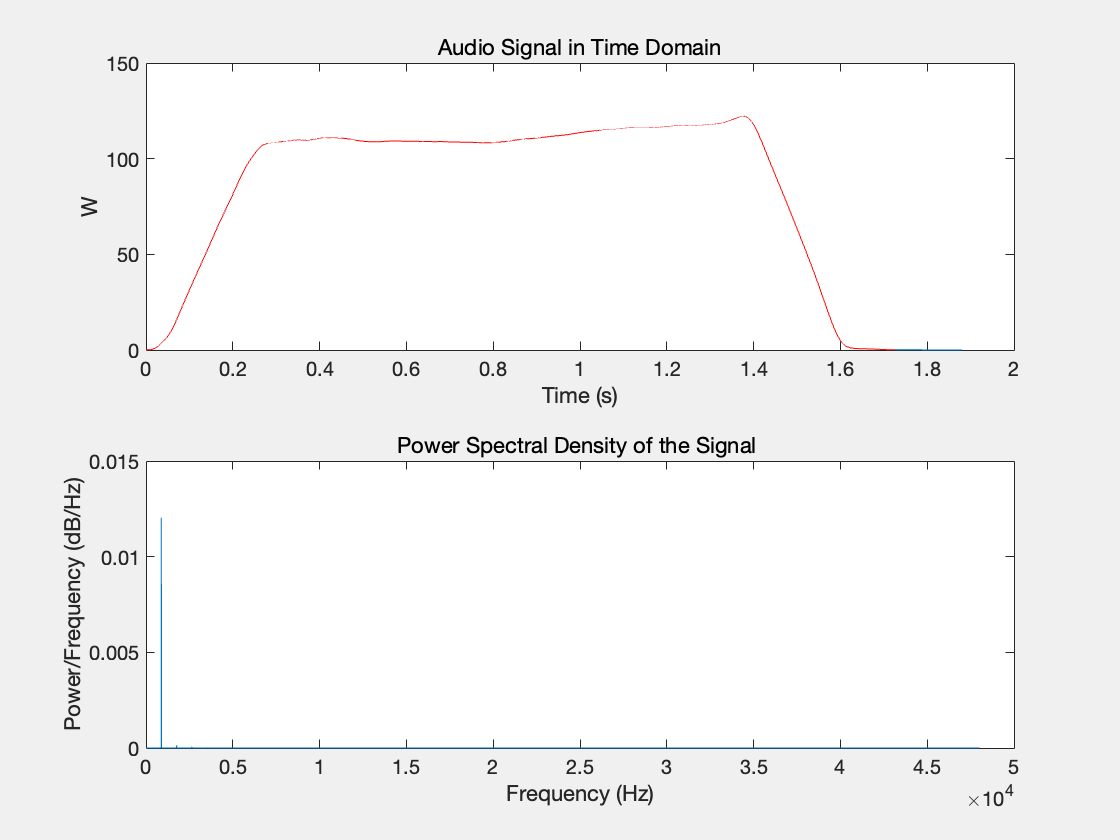 Audio Signal in Time Domain
150
100
50
0
W
0 0.2 0.4 0.6 0.8 1 1.2 1.4 1.6 1.8 2
Time (s)
Power Spectral Density of the Signal
0.015
0.01
0.005
0
Power/Frequency (dB/Hz)
0 0.5 1 1.5 2 2.5 3 3.5 4 4.5 5
Frequency (Hz)
×10⁴